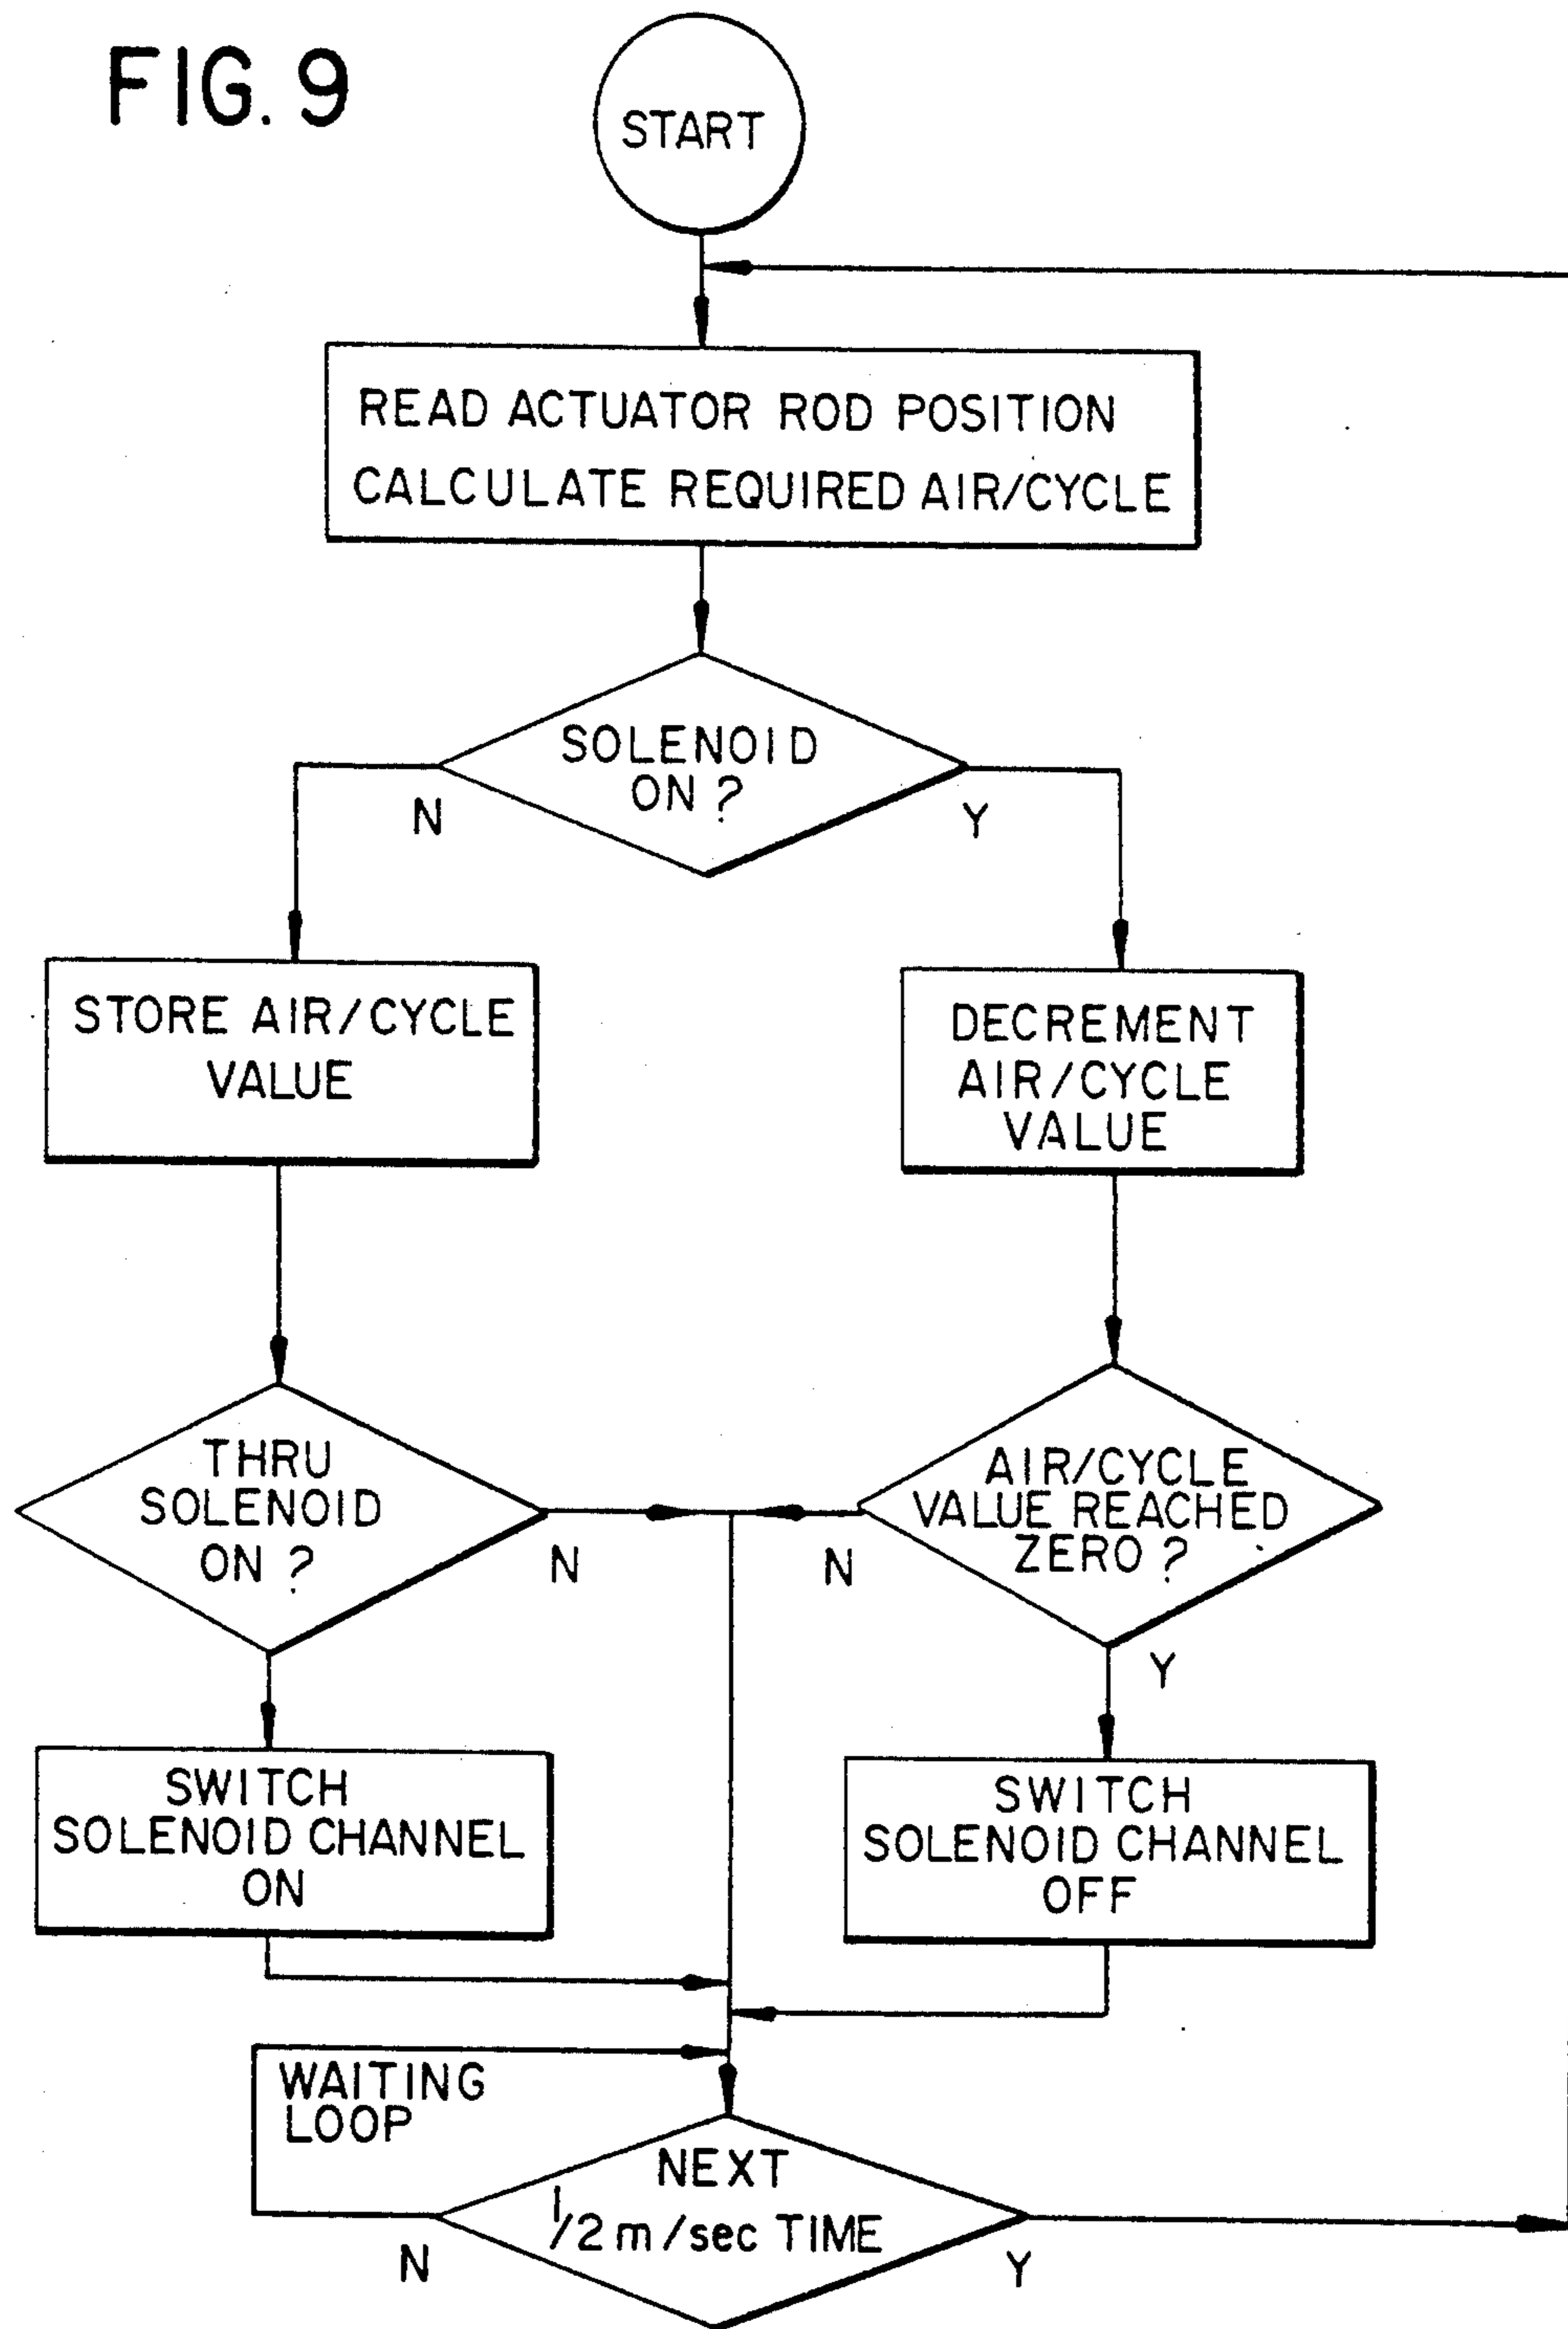 FIG. 9
START
READ ACTUATOR ROD POSITION
CALCULATE REQUIRED AIR/CYCLE
SOLENOID
ON ?
N
Y
STORE AIR/CYCLE
VALUE
DECREMENT
AIR/CYCLE
VALUE
THRU
SOLENOID
ON ?
N
AIR/CYCLE
VALUE REACHED
ZERO ?
N
Y
SWITCH
SOLENOID CHANNEL
ON
SWITCH
SOLENOID CHANNEL
OFF
WAITING
LOOP
NEXT
1/2 m/sec TIME
N
Y